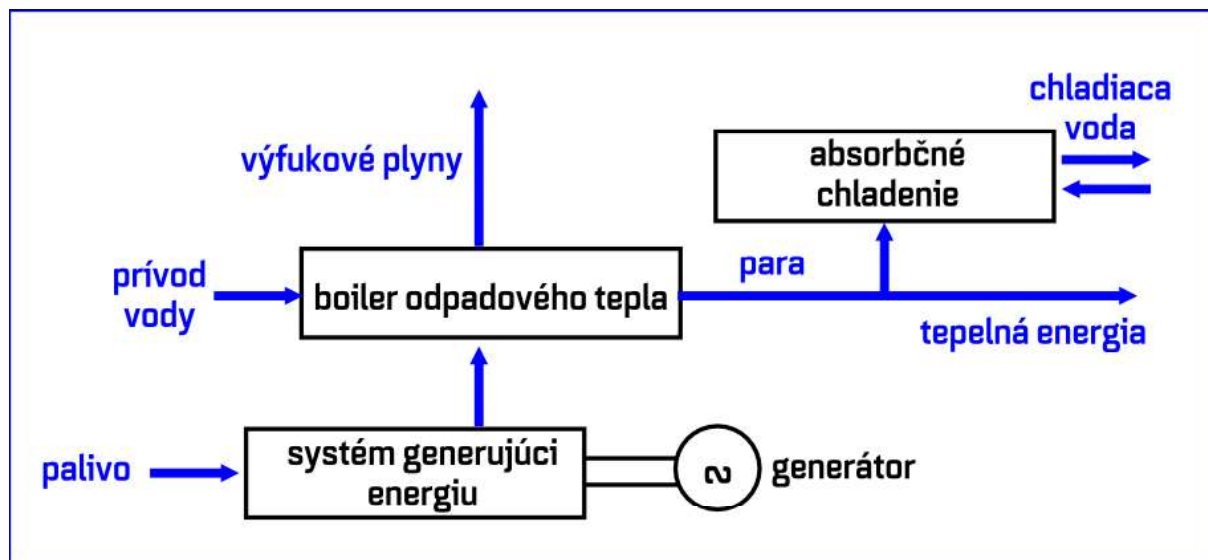 chladiaca
voda
absorbčné
chladenie
výfukové plyny
para
prívod
vody
boiler odpadového tepla
tepelná energia
palivo
systém generujúci
energiu
generátor